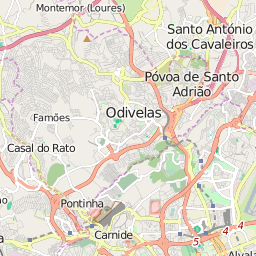 Montemor (Loures)
Santo António
dos Cavaleiros
Póvoa de Santo
Adrião
Odivelas
Famões
Casal do Rato
Pontinha
Carnide
5
4
4